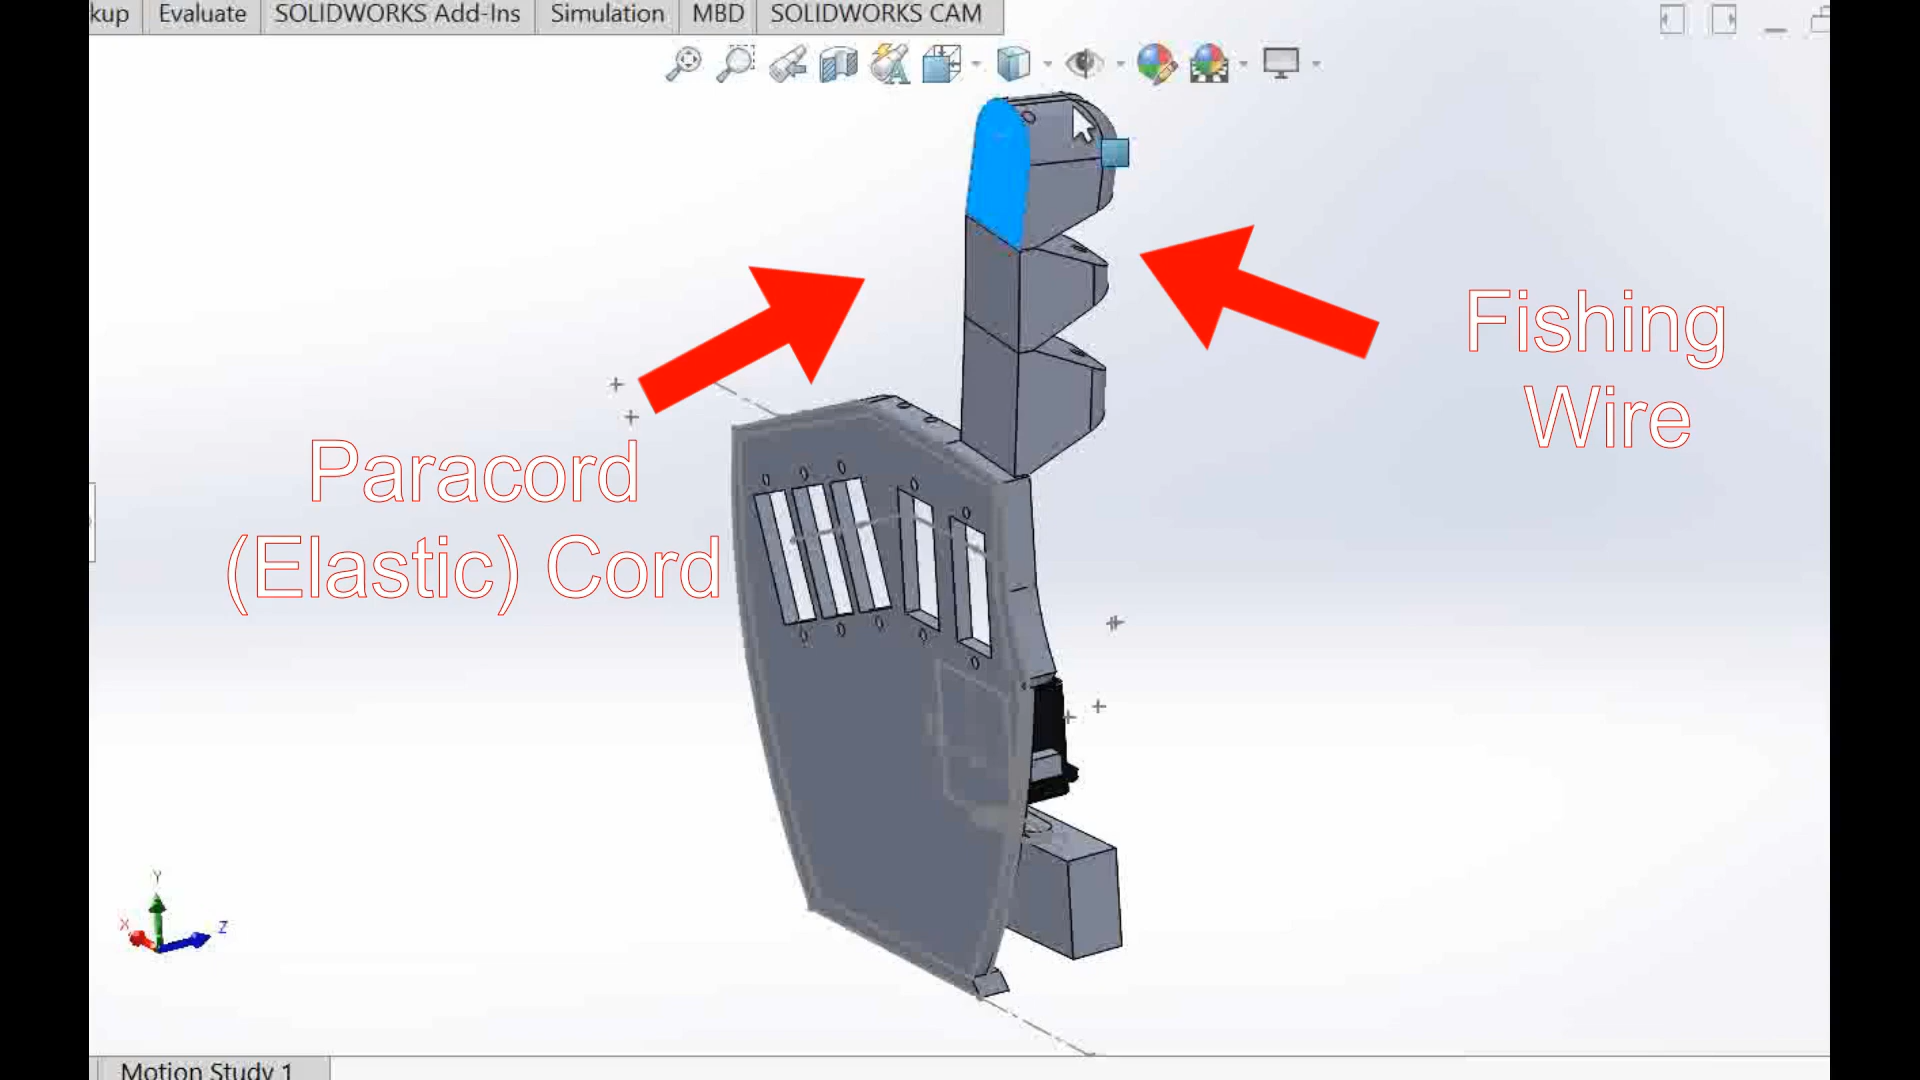 kup Evaluate SOLIDWORKS Add-Ins Simulation MBD SOLIDWORKS CAM
Fishing
Wire
Paracord
(Elastic) Cord
Y
X
Z
Motion Study 1